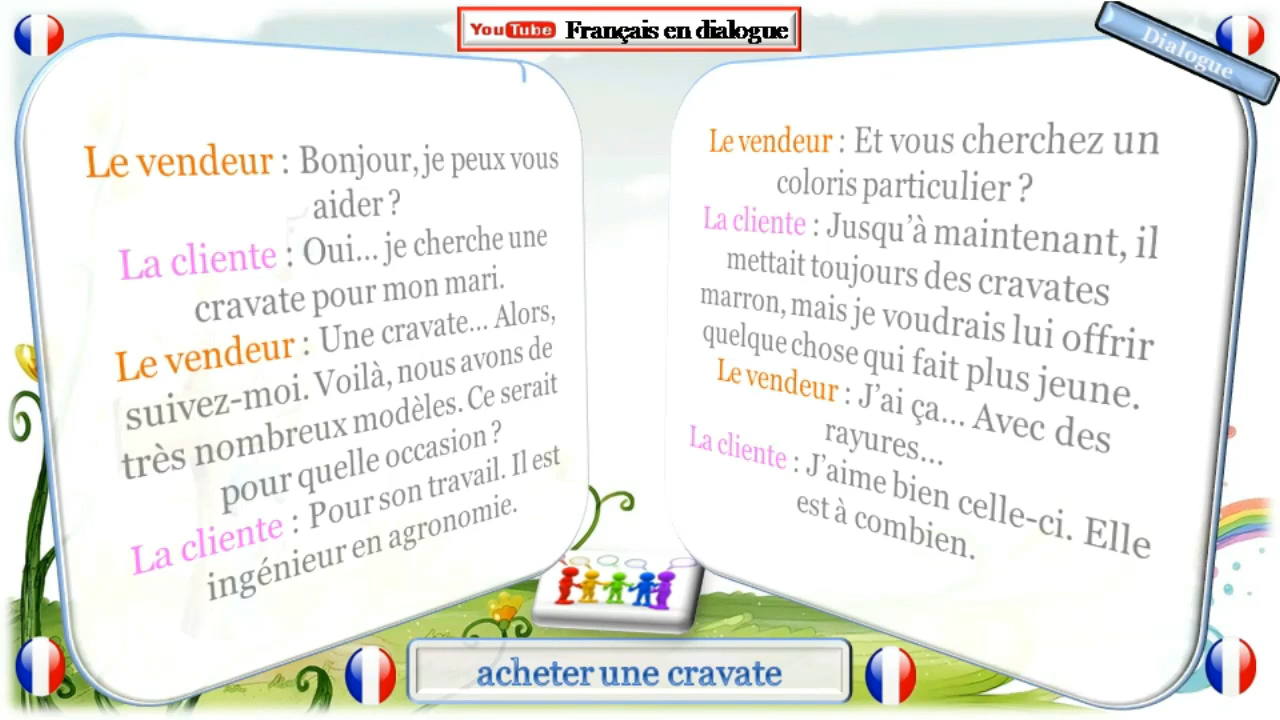 YouTube Français en dialogue
Dialogue
Le vendeur : Bonjour, je peux vous
aider ?
La cliente : Oui... je cherche une
cravate pour mon mari.
Le vendeur : Une cravate... Alors,
suivez-moi. Voilà, nous avons de
très nombreux modèles. Ce serait
pour quelle occasion ?
La cliente : Pour son travail. Il est
ingénieur en agronomie.
Le vendeur : Et vous cherchez un
coloris particulier ?
La cliente : Jusqu’à maintenant, il
mettait toujours des cravates
marron, mais je voudrais lui offrir
quelque chose qui fait plus jeune.
Le vendeur : J’ai ça... Avec des
rayures...
La cliente : J’aime bien celle-ci. Elle
est à combien.
acheter une cravate